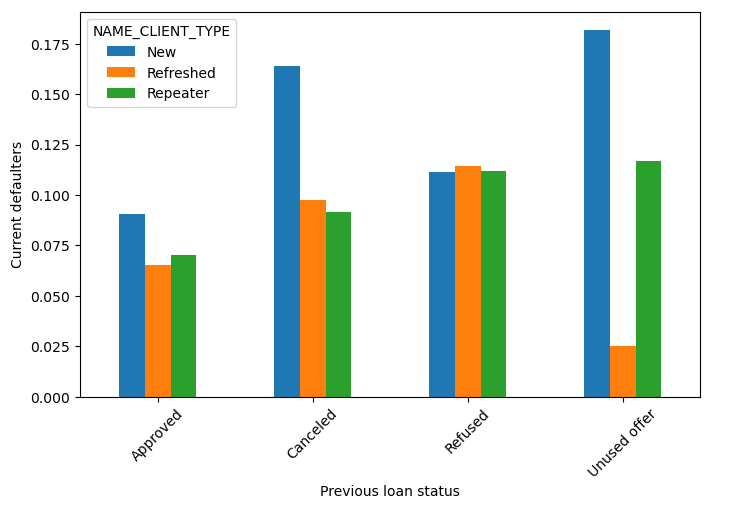 NAME_CLIENT_TYPE
New
Refreshed
Repeater
Current defaulters
0.175
0.150
0.125
0.100
0.075
0.050
0.025
0.000
Approved
Canceled
Refused
Unused offer
Previous loan status